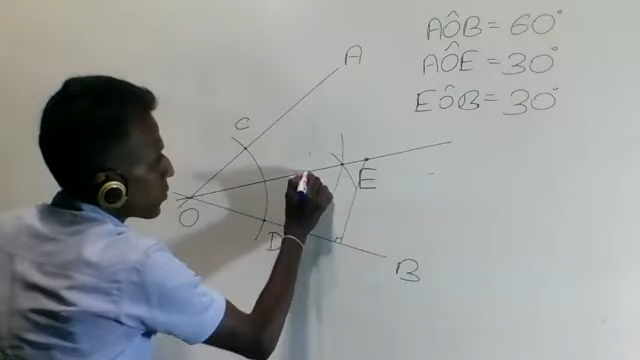 AÔB = 60°
AÔE = 30°
EÔB = 30°
A
C
E
O
D
B